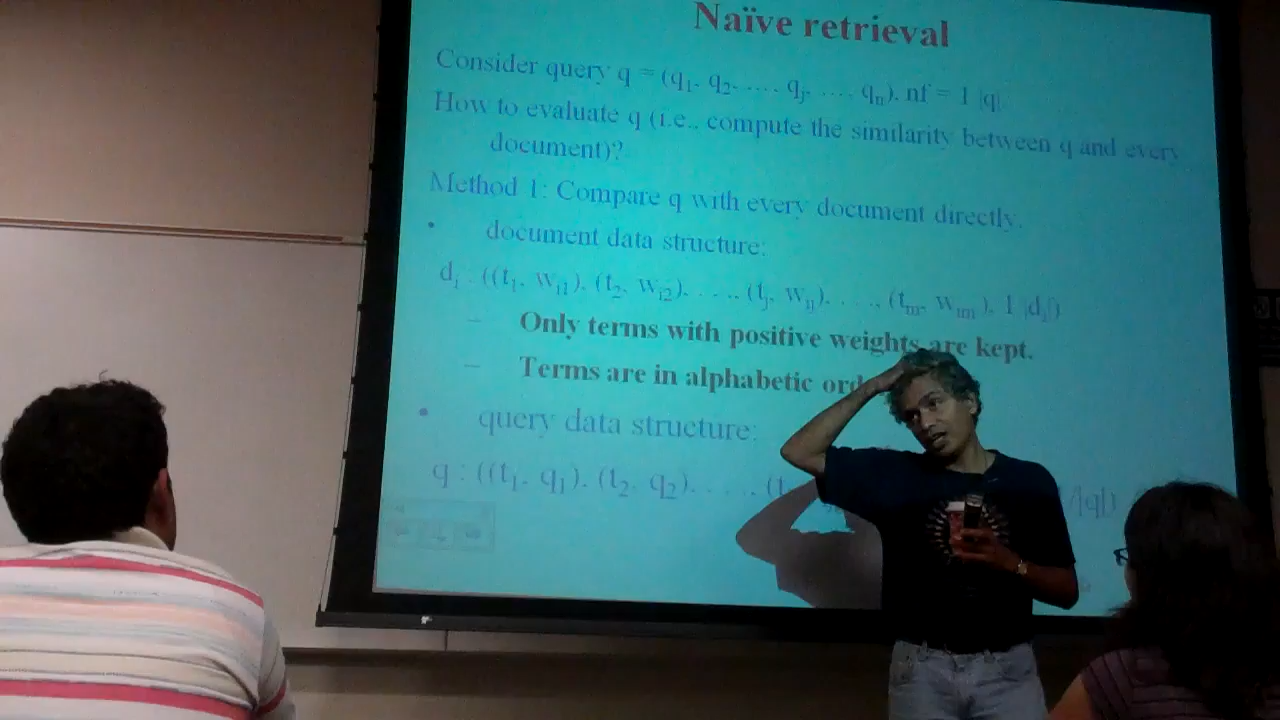 Naïve retrieval
Consider query q = (q1, q2, ..., qj, ..., qn), nf = 1/|q|.
How to evaluate q (i.e., compute the similarity between q and every
document)?
Method 1: Compare q with every document directly.
• document data structure:
di : ((t1, wi1), (t2, wi2), . . ., (tj, wij), . . ., (tm, wim), 1/|di|)
– Only terms with positive weights are kept.
– Terms are in alphabetic
• query data structure:
q : ((t1, q1), (t2, q2), . . ., (t /|q|)